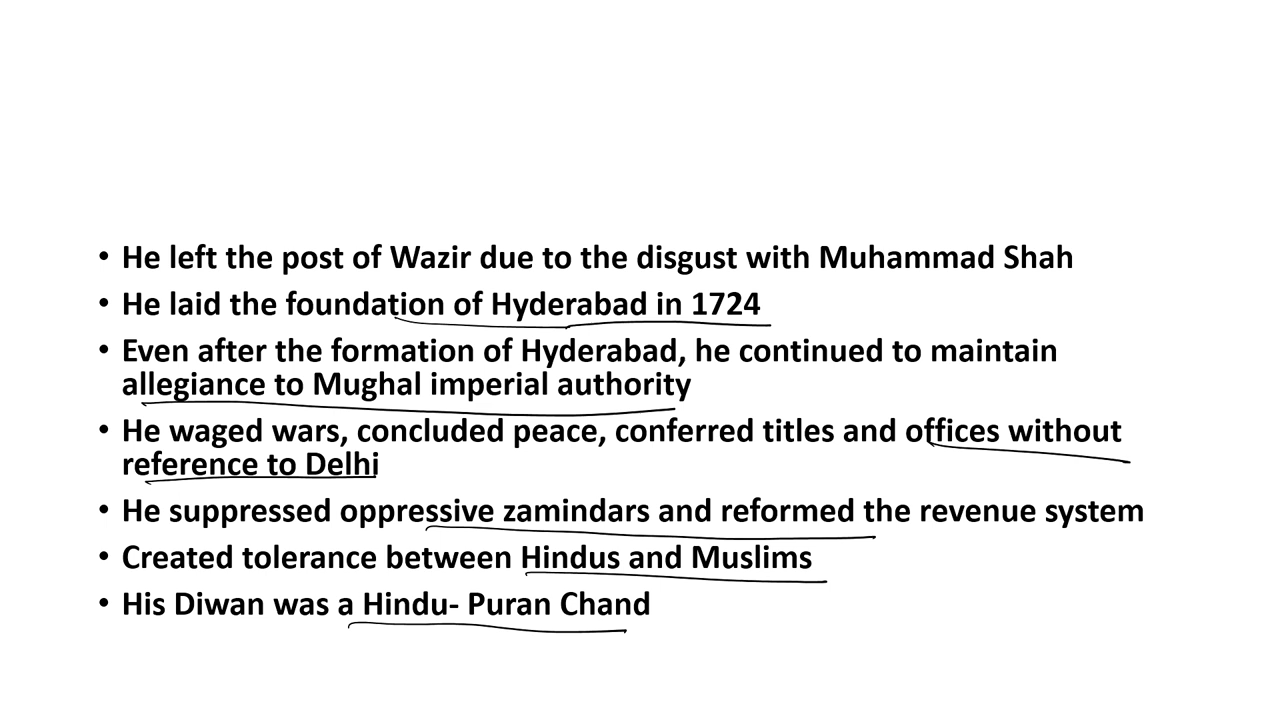 • He left the post of Wazir due to the disgust with Muhammad Shah
• He laid the foundation of Hyderabad in 1724
• Even after the formation of Hyderabad, he continued to maintain
allegiance to Mughal imperial authority
• He waged wars, concluded peace, conferred titles and offices without
reference to Delhi
• He suppressed oppressive zamindars and reformed the revenue system
• Created tolerance between Hindus and Muslims
• His Diwan was a Hindu- Puran Chand